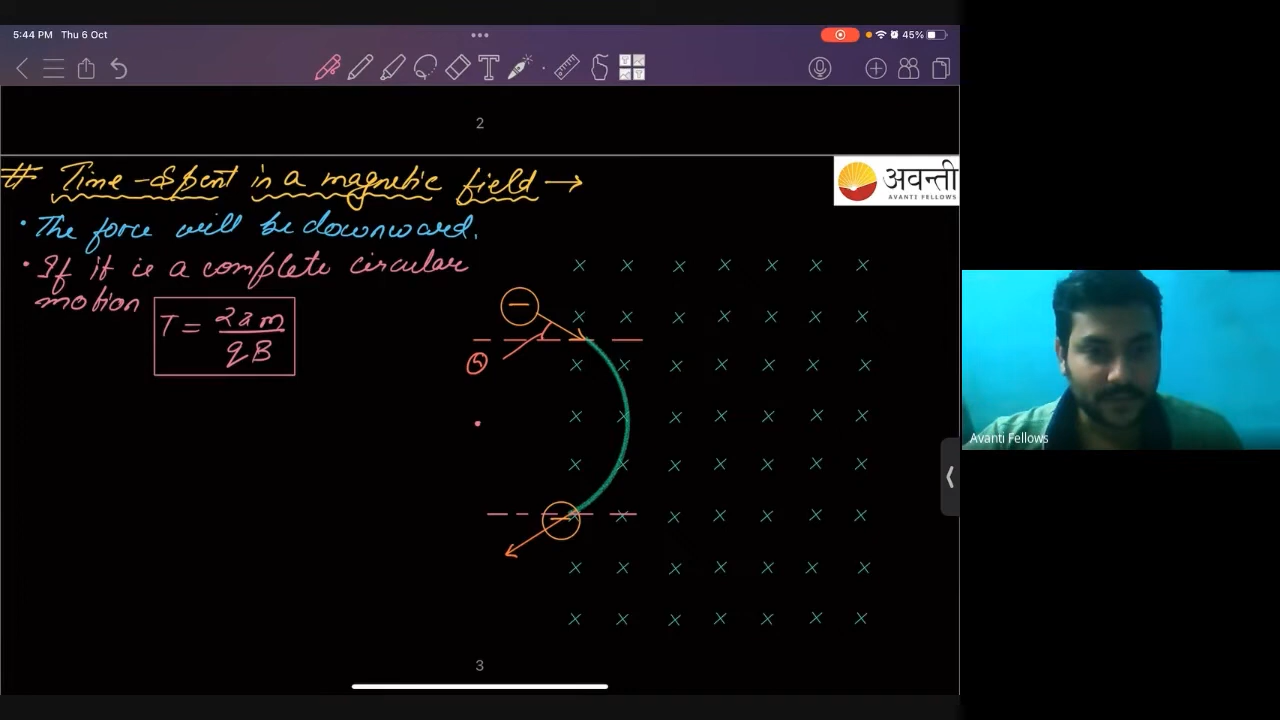 5:44 PM Thu 6 Oct
45%
2
# Time-Spent in a magnetic field →
अवन्ती
AVANTI FELLOWS
• The force will be downward.
• If it is a complete circular
motion
T = 2πm / qB
Avanti Fellows
3